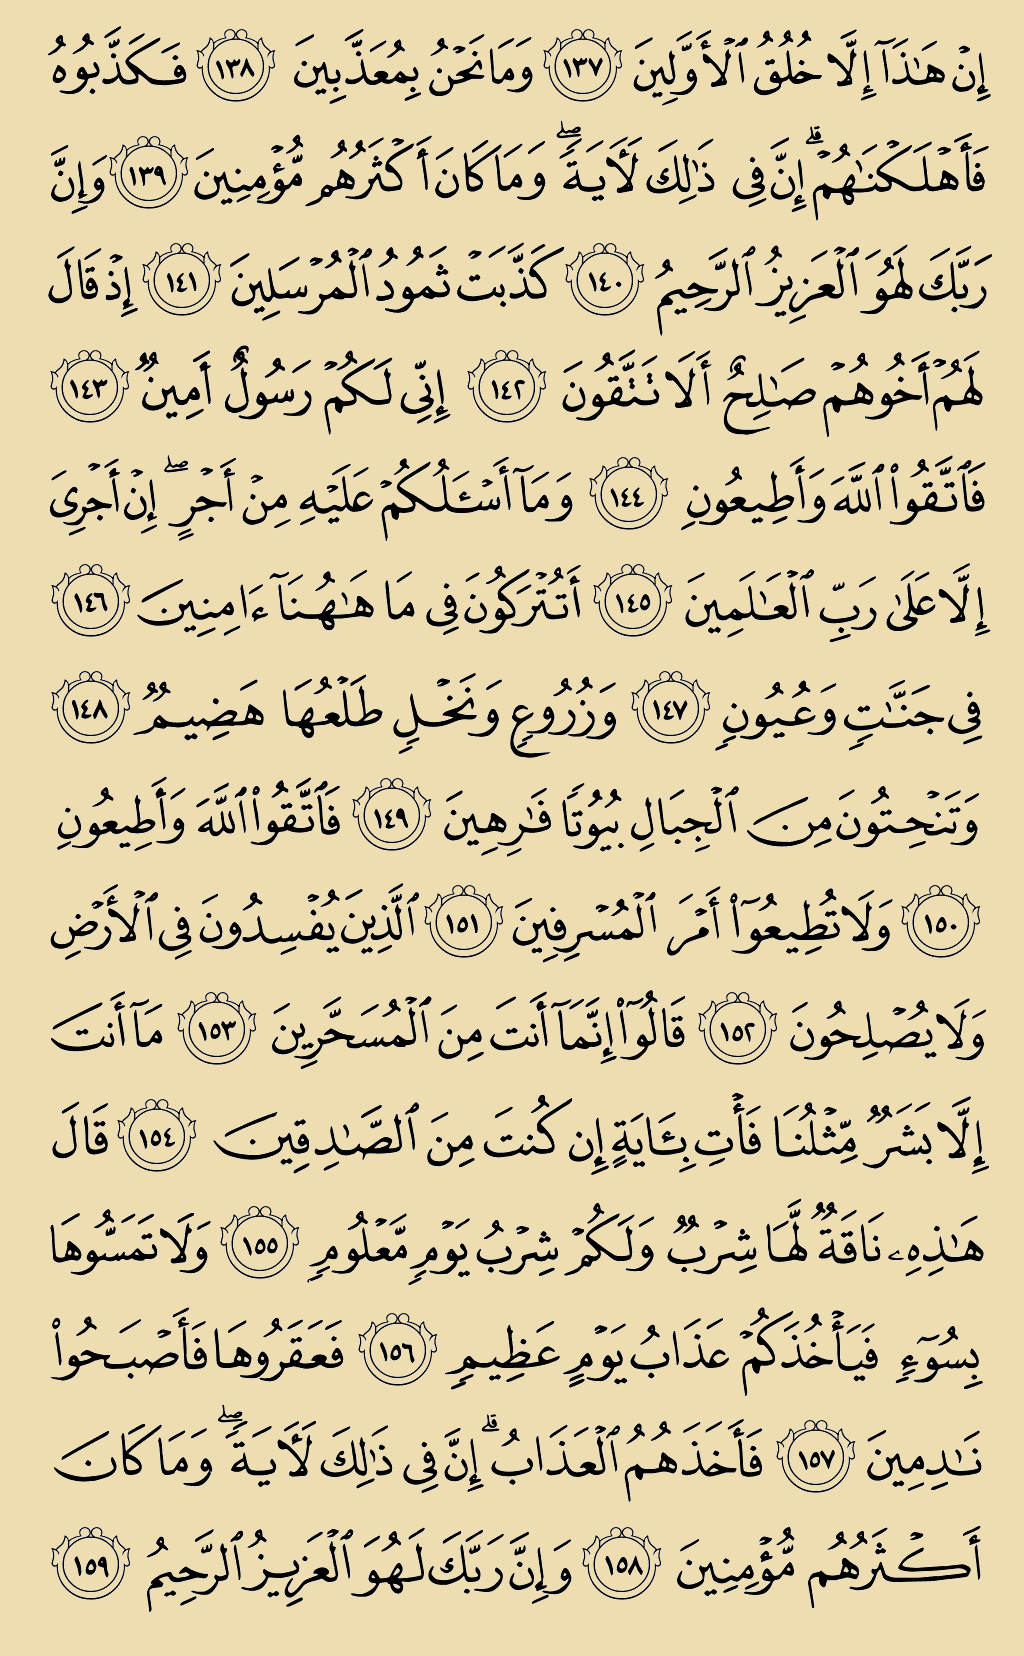 إِنْ هَـٰذَآ إِلَّا خُلُقُ ٱلْأَوَّلِينَ ١٣٧ وَمَا نَحْنُ بِمُعَذَّبِينَ ١٣٨ فَكَذَّبُوهُ
فَأَهْلَكْنَـٰهُمْ ۗ إِنَّ فِى ذَٰلِكَ لَـَٔايَةً ۖ وَمَا كَانَ أَكْثَرُهُم مُّؤْمِنِينَ ١٣٩ وَإِنَّ
رَبَّكَ لَهُوَ ٱلْعَزِيزُ ٱلرَّحِيمُ ١٤٠ كَذَّبَتْ ثَمُودُ ٱلْمُرْسَلِينَ ١٤١ إِذْ قَالَ
لَهُمْ أَخُوهُمْ صَـٰلِحٌ أَلَا تَتَّقُونَ ١٤٢ إِنِّى لَكُمْ رَسُولٌ أَمِينٌ ١٤٣
فَٱتَّقُوا۟ ٱللَّهَ وَأَطِيعُونِ ١٤٤ وَمَآ أَسْـَٔلُكُمْ عَلَيْهِ مِنْ أَجْرٍ ۖ إِنْ أَجْرِىَ
إِلَّا عَلَىٰ رَبِّ ٱلْعَـٰلَمِينَ ١٤٥ أَتُتْرَكُونَ فِى مَا هَـٰهُنَآ ءَامِنِينَ ١٤٦
فِى جَنَّـٰتٍ وَعُيُونٍ ١٤٧ وَزُرُوعٍ وَنَخْلٍ طَلْعُهَا هَضِيمٌ ١٤٨
وَتَنْحِتُونَ مِنَ ٱلْجِبَالِ بُيُوتًا فَـٰرِهِينَ ١٤٩ فَٱتَّقُوا۟ ٱللَّهَ وَأَطِيعُونِ
١٥٠ وَلَا تُطِيعُوٓا۟ أَمْرَ ٱلْمُسْرِفِينَ ١٥١ ٱلَّذِينَ يُفْسِدُونَ فِى ٱلْأَرْضِ
وَلَا يُصْلِحُونَ ١٥٢ قَالُوٓا۟ إِنَّمَآ أَنتَ مِنَ ٱلْمُسَحَّرِينَ ١٥٣ مَآ أَنتَ
إِلَّا بَشَرٌ مِّثْلُنَا فَأْتِ بِـَٔايَةٍ إِن كُنتَ مِنَ ٱلصَّـٰدِقِينَ ١٥٤ قَالَ
هَـٰذِهِۦ نَاقَةٌ لَّهَا شِرْبٌ وَلَكُمْ شِرْبُ يَوْمٍ مَّعْلُومٍ ١٥٥ وَلَا تَمَسُّوهَا
بِسُوٓءٍ فَيَأْخُذَكُمْ عَذَابُ يَوْمٍ عَظِيمٍ ١٥٦ فَعَقَرُوهَا فَأَصْبَحُوا۟
نَـٰدِمِينَ ١٥٧ فَأَخَذَهُمُ ٱلْعَذَابُ ۗ إِنَّ فِى ذَٰلِكَ لَـَٔايَةً ۖ وَمَا كَانَ
أَكْثَرُهُم مُّؤْمِنِينَ ١٥٨ وَإِنَّ رَبَّكَ لَهُوَ ٱلْعَزِيزُ ٱلرَّحِيمُ ١٥٩